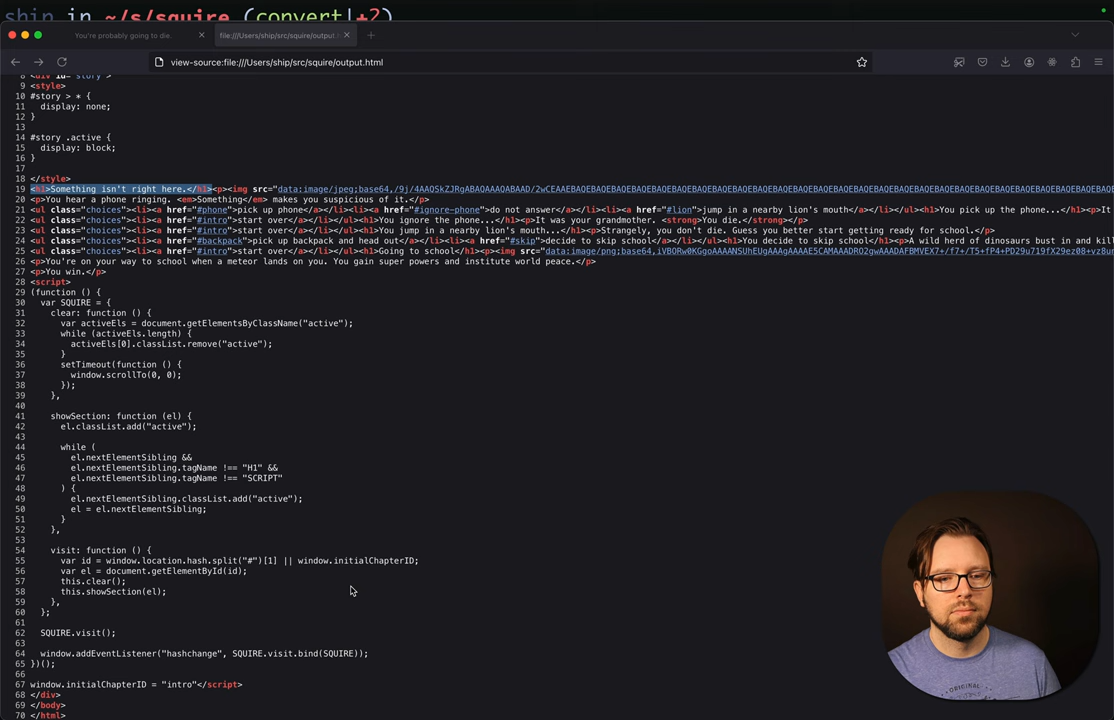 ship in ~/s/squire (convert|+2)
You're probably going to die.
file:///Users/ship/src/squire/output.h
view-source:file:///Users/ship/src/squire/output.html
8 <div id="story">
9 <style>
10 #story > * {
11 display: none;
12 }
13
14 #story .active {
15 display: block;
16 }
17
18 </style>
19 <h1>Something isn't right here.</h1><p><img src="data:image/jpeg;base64,/9j/4AAQSkZJRgABAQAAAQABAAD/2wCEAAEBAQEBAQEBAQEBAQEBAQEBAQEBAQEBAQEBAQEBAQEBAQEBAQEBAQEBAQEBAQEBAQEBAQEBAQEBAQEBAQEBAQEBAQEBAQEBAQEBAQEBAQEBAQEBAQEBAQEBAQE
20 <p>You hear a phone ringing. <em>Something</em> makes you suspicious of it.</p>
21 <ul class="choices"><li><a href="#phone">pick up phone</a></li><li><a href="#ignore-phone">do not answer</a></li><li><a href="#lion">jump in a nearby lion's mouth</a></li></ul><h1>You pick up the phone...</h1><p>It
22 <ul class="choices"><li><a href="#intro">start over</a></li></ul><h1>You ignore the phone...</h1><p>It was your grandmother. <strong>You die.</strong></p>
23 <ul class="choices"><li><a href="#intro">start over</a></li></ul><h1>You jump in a nearby lion's mouth...</h1><p>Strangely, you don't die. Guess you better start getting ready for school.</p>
24 <ul class="choices"><li><a href="#backpack">pick up backpack and head out</a></li><li><a href="#skip">decide to skip school</a></li></ul><h1>You decide to skip school</h1><p>A wild herd of dinosaurs bust in and kil
25 <ul class="choices"><li><a href="#intro">start over</a></li></ul><h1>Going to school</h1><p><img src="data:image/png;base64,iVBORw0KGgoAAAANSUhEUgAAAgAAAAE5CAMAAAADRO2gwAAADAFBMVEX7+/f7+/T5+fP4+PD29u719fX29ez08+vz8u
26 <p>You're on your way to school when a meteor lands on you. You gain super powers and institute world peace.</p>
27 <p>You win.</p>
28 <script>
29 (function () {
30 var SQUIRE = {
31 clear: function () {
32 var activeEls = document.getElementsByClassName("active");
33 while (activeEls.length) {
34 activeEls[0].classList.remove("active");
35 }
36 setTimeout(function () {
37 window.scrollTo(0, 0);
38 });
39 },
40
41 showSection: function (el) {
42 el.classList.add("active");
43
44 while (
45 el.nextElementSibling &&
46 el.nextElementSibling.tagName !== "H1" &&
47 el.nextElementSibling.tagName !== "SCRIPT"
48 ) {
49 el.nextElementSibling.classList.add("active");
50 el = el.nextElementSibling;
51 }
52 },
53
54 visit: function () {
55 var id = window.location.hash.split("#")[1] || window.initialChapterID;
56 var el = document.getElementById(id);
57 this.clear();
58 this.showSection(el);
59 },
60 };
61
62 SQUIRE.visit();
63
64 window.addEventListener("hashchange", SQUIRE.visit.bind(SQUIRE));
65 })();
66
67 window.initialChapterID = "intro"</script>
68 </div>
69 </body>
70 </html>
ORIGINAL